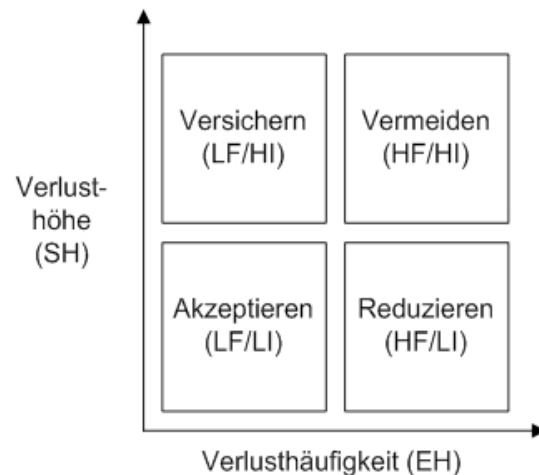 Versichern
(LF/HI)
Vermeiden
(HF/HI)
Verlust-
höhe
(SH)
Akzeptieren
(LF/LI)
Reduzieren
(HF/LI)
Verlusthäufigkeit (EH)